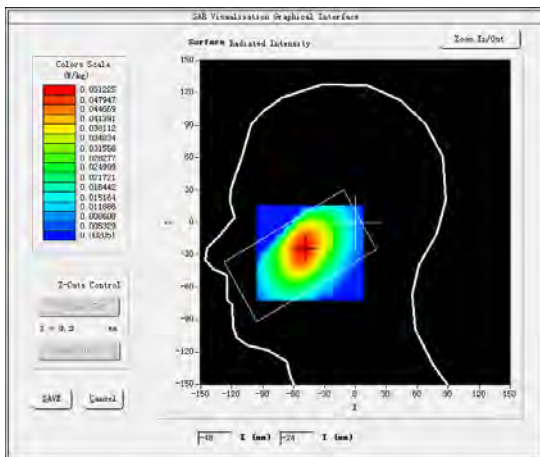 SAR Visualisation Graphical Interface
Surface Radiated Intensity
Zoom In/Out
Colors Scale
(W/kg)
0.051225
0.047947
0.044669
0.041391
0.038112
0.034834
0.031556
0.028277
0.024999
0.021721
0.018442
0.015164
0.011886
0.008608
0.005329
0.002051
150
120
90
60
30
0
-30
-60
-90
-120
-150
-150 -120 -90 -60 -30 0 30 60 90 120 150
X
Z-Cuts Control
SAVE
Cancel
-48 X (mm) -24 Y (mm)